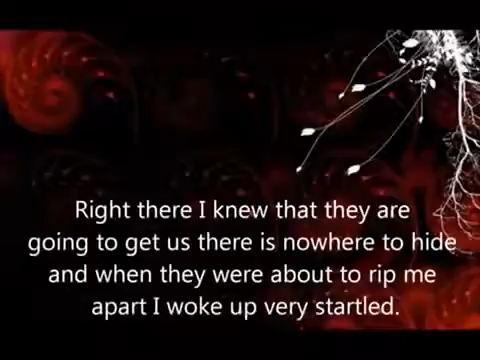 Right there I knew that they are
going to get us there is nowhere to hide
and when they were about to rip me
apart I woke up very startled.